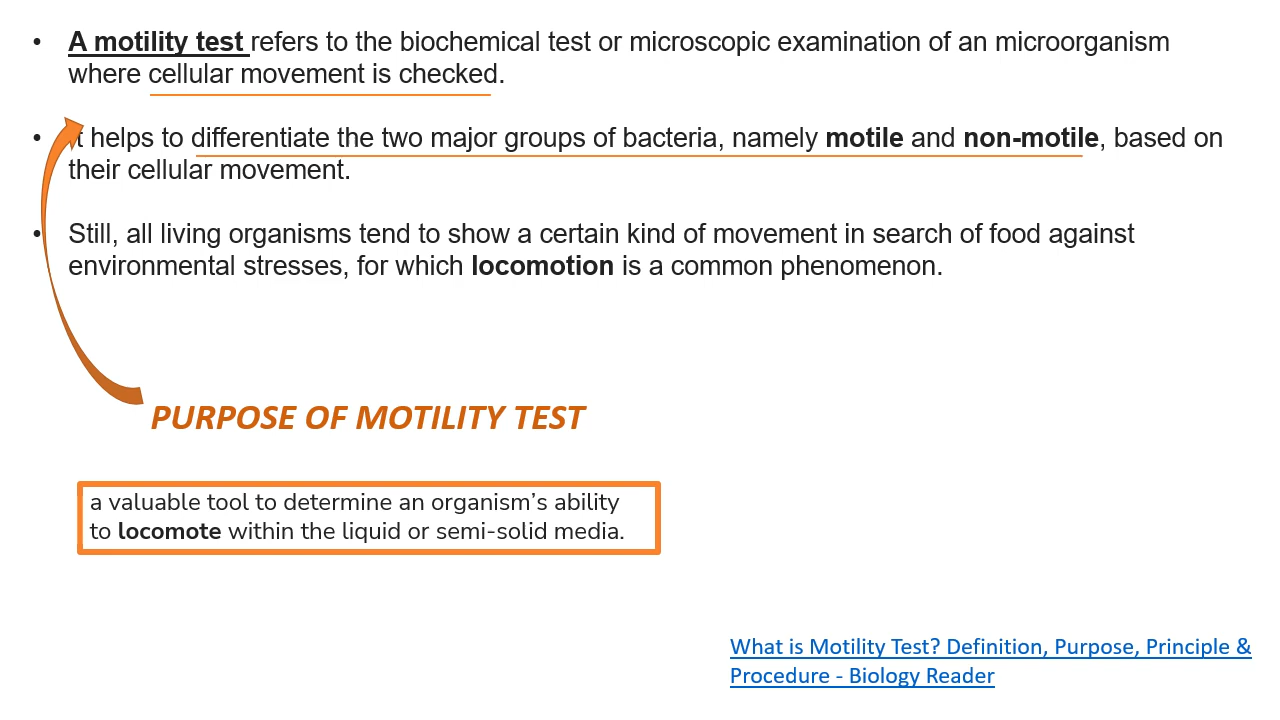 • A motility test refers to the biochemical test or microscopic examination of an microorganism
where cellular movement is checked.
• It helps to differentiate the two major groups of bacteria, namely motile and non-motile, based on
their cellular movement.
• Still, all living organisms tend to show a certain kind of movement in search of food against
environmental stresses, for which locomotion is a common phenomenon.
PURPOSE OF MOTILITY TEST
a valuable tool to determine an organism’s ability
to locomote within the liquid or semi-solid media.
What is Motility Test? Definition, Purpose, Principle &
Procedure - Biology Reader